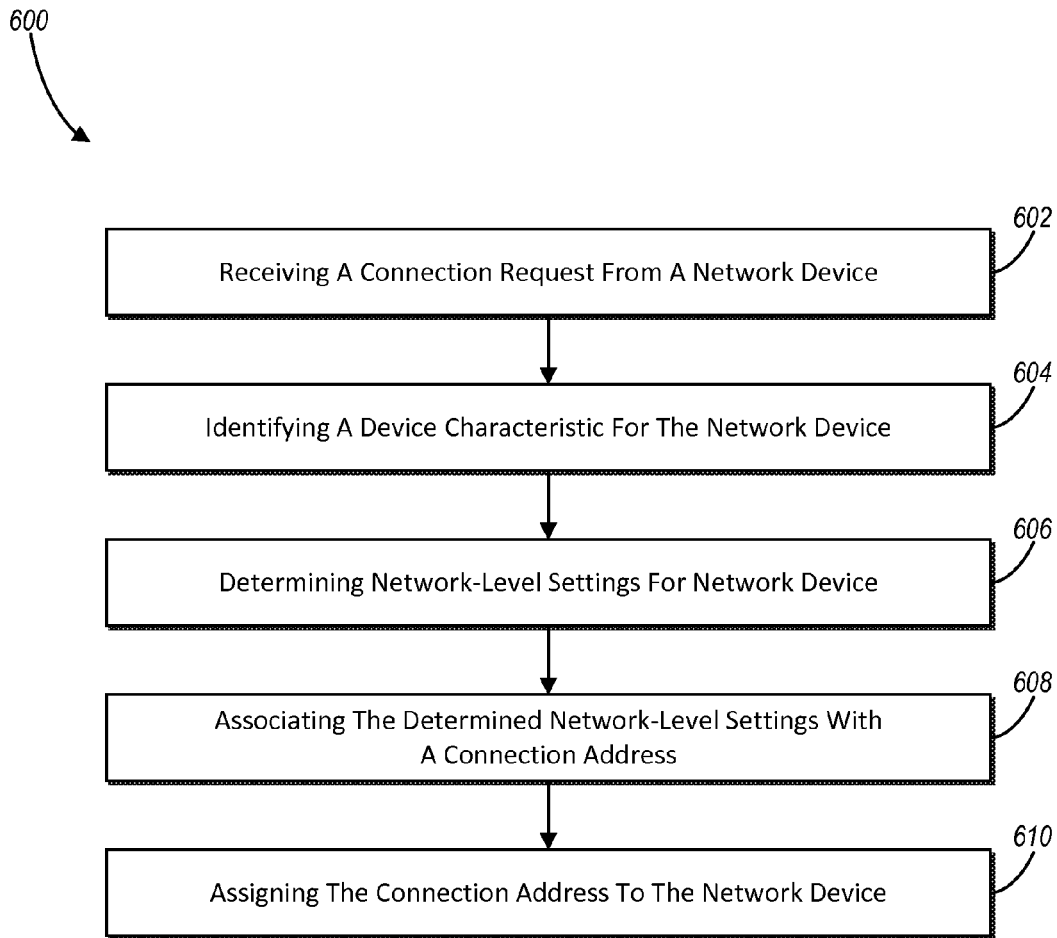 600
602
Receiving A Connection Request From A Network Device
604
Identifying A Device Characteristic For The Network Device
606
Determining Network-Level Settings For Network Device
608
Associating The Determined Network-Level Settings With
A Connection Address
610
Assigning The Connection Address To The Network Device